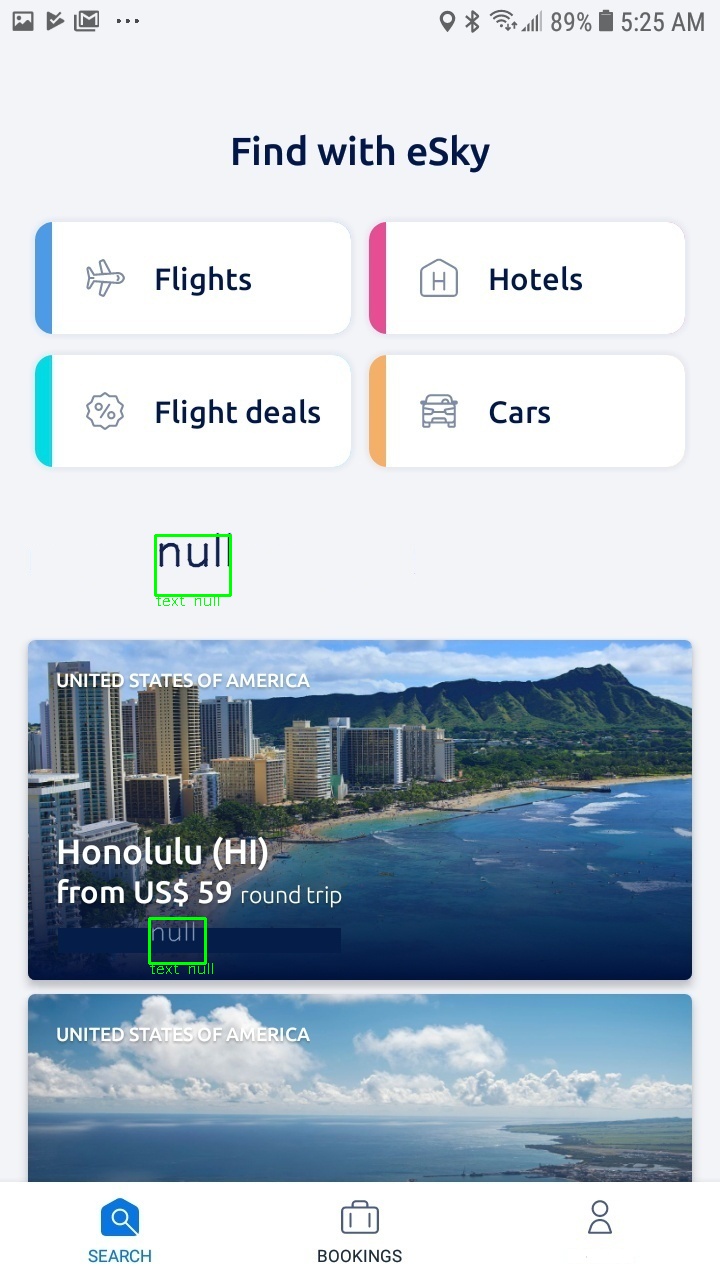 89% 5:25 AM
Find with eSky
Flights
Hotels
Flight deals
Cars
null
text null
UNITED STATES OF AMERICA
Honolulu (HI)
from US$ 59 round trip
null
text null
UNITED STATES OF AMERICA
SEARCH
BOOKINGS